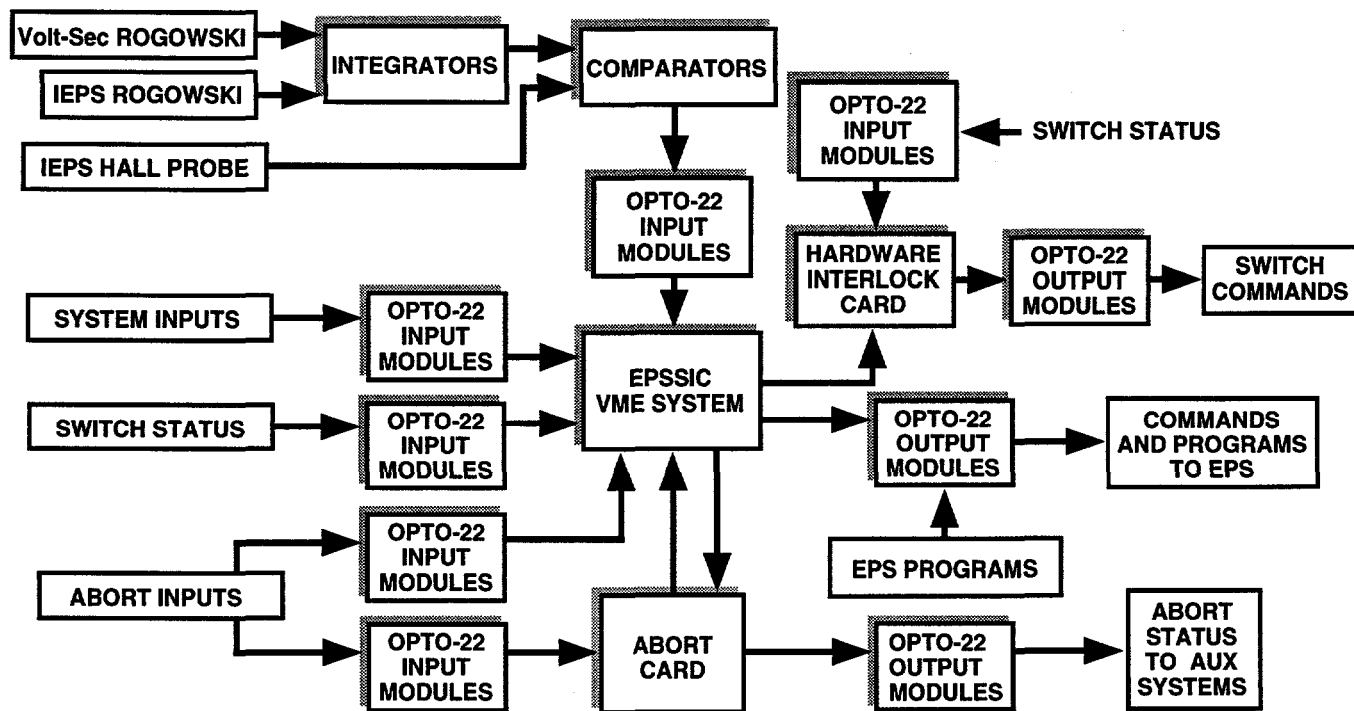 Volt-Sec ROGOWSKI
IEPS ROGOWSKI
IEPS HALL PROBE
INTEGRATORS
COMPARATORS
OPTO-22
INPUT
MODULES
SWITCH STATUS
OPTO-22
INPUT
MODULES
HARDWARE
INTERLOCK
CARD
OPTO-22
OUTPUT
MODULES
SWITCH
COMMANDS
SYSTEM INPUTS
OPTO-22
INPUT
MODULES
EPSSIC
VME SYSTEM
SWITCH STATUS
OPTO-22
INPUT
MODULES
OPTO-22
OUTPUT
MODULES
COMMANDS
AND PROGRAMS
TO EPS
EPS PROGRAMS
ABORT INPUTS
OPTO-22
INPUT
MODULES
OPTO-22
INPUT
MODULES
ABORT
CARD
OPTO-22
OUTPUT
MODULES
ABORT
STATUS
TO AUX
SYSTEMS